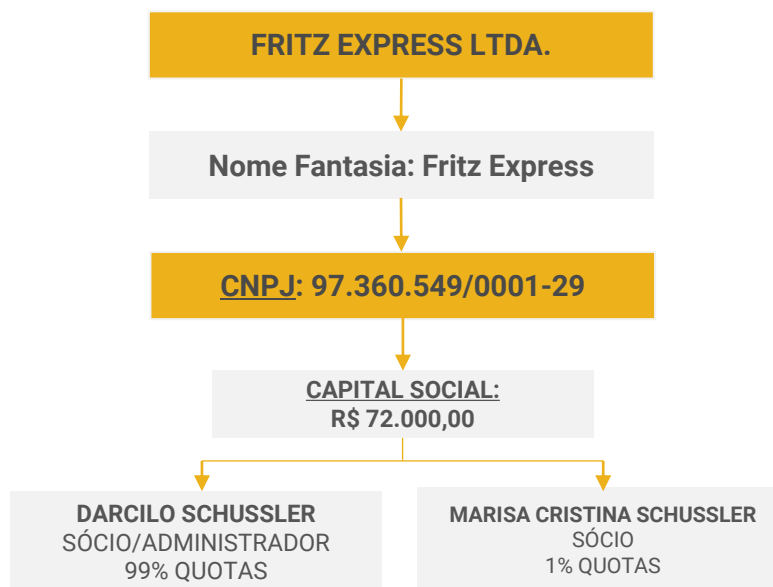 FRITZ EXPRESS LTDA.
Nome Fantasia: Fritz Express
CNPJ: 97.360.549/0001-29
CAPITAL SOCIAL:
R$ 72.000,00
DARCILO SCHUSSLER
SÓCIO/ADMINISTRADOR
99% QUOTAS
MARISA CRISTINA SCHUSSLER
SÓCIO
1% QUOTAS